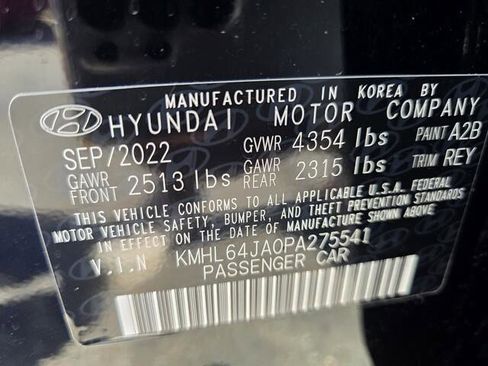 MANUFACTURED IN KOREA BY
HYUNDAI MOTOR COMPANY
SEP/2022 GVWR 4354 lbs PAINT A2B
GAWR FRONT 2513 lbs GAWR REAR 2315 lbs TRIM REY
THIS VEHICLE CONFORMS TO ALL APPLICABLE U.S.A. FEDERAL
MOTOR VEHICLE SAFETY, BUMPER, AND THEFT PREVENTION STANDARDS
IN EFFECT ON THE DATE OF MANUFACTURE SHOWN ABOVE.
V.I.N KMHL64JA0PA275541
PASSENGER CAR